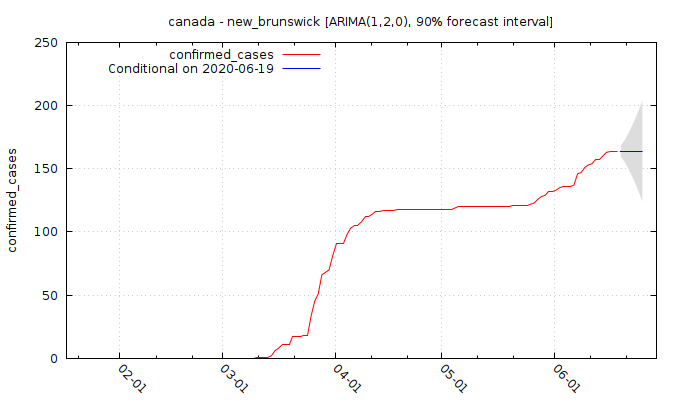 canada - new_brunswick [ARIMA(1,2,0), 90% forecast interval]
confirmed_cases
Conditional on 2020-06-19
confirmed_cases
250
200
150
100
50
0
02-01
03-01
04-01
05-01
06-01